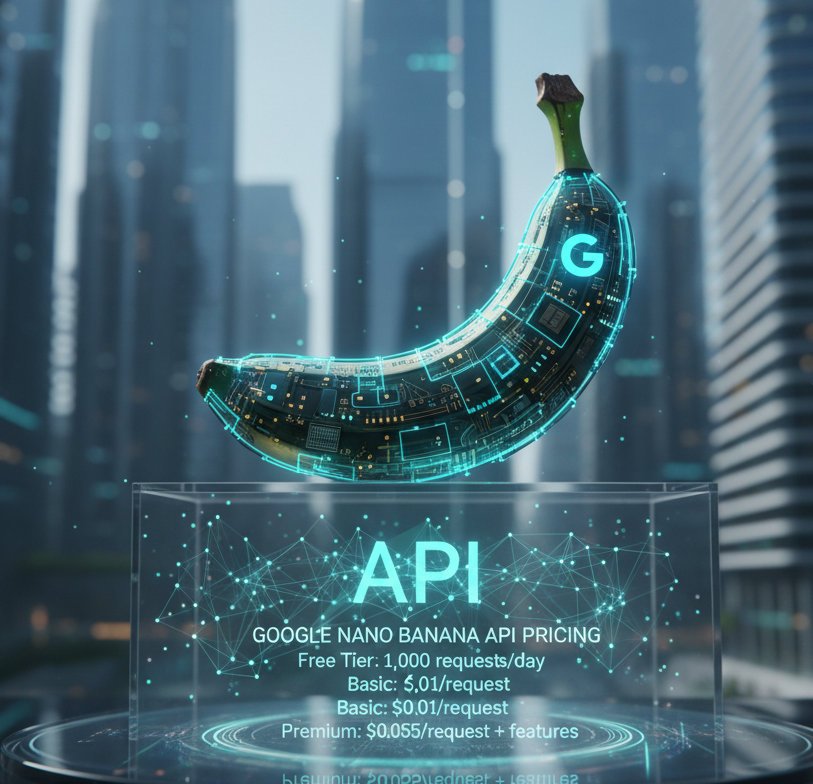 G
API
GOOGLE NANO BANANA API PRICING
Free Tier: 1,000 requests/day
Basic: $,01/request
Basic: $0,01/request
Premium: $0.055/request + features